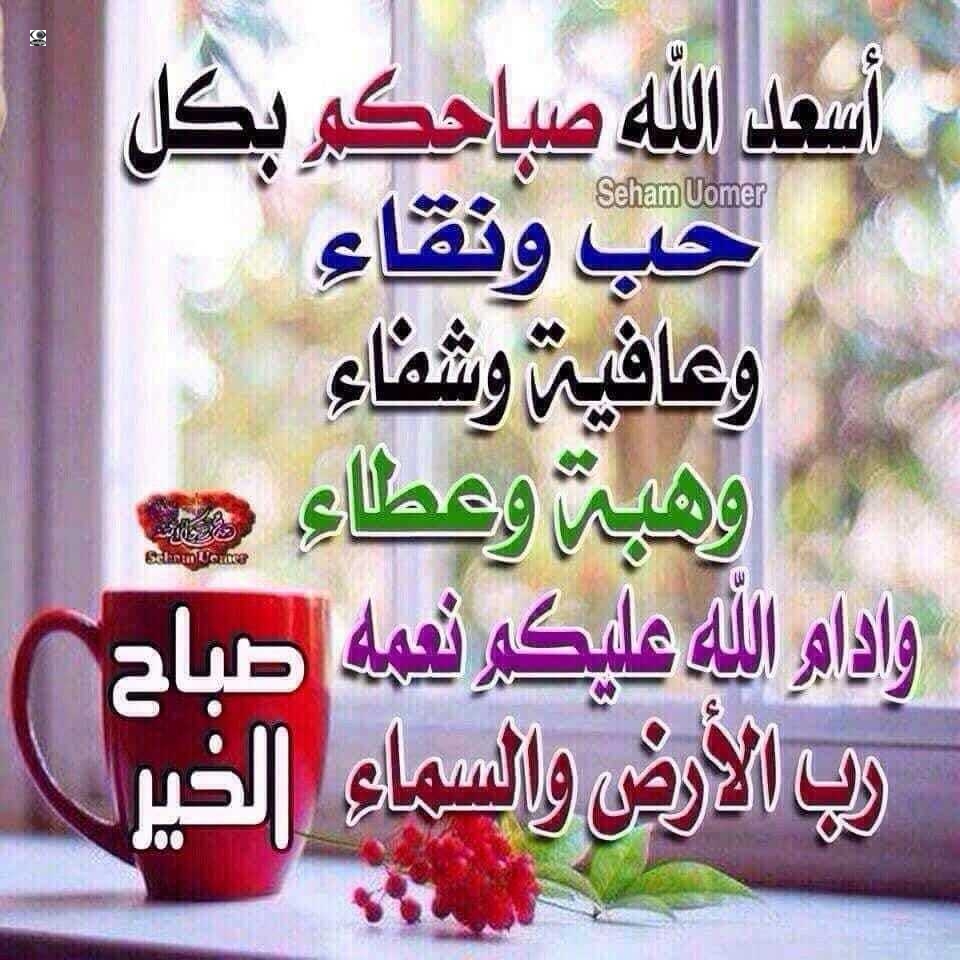 أسعد الله صباحكم بكل
Seham Uomer
حب ونقاء
وعافية وشفاء
وهبة وعطاء
Seham Uomer
وادام الله عليكم نعمه
رب الأرض والسماء
صباح
الخير